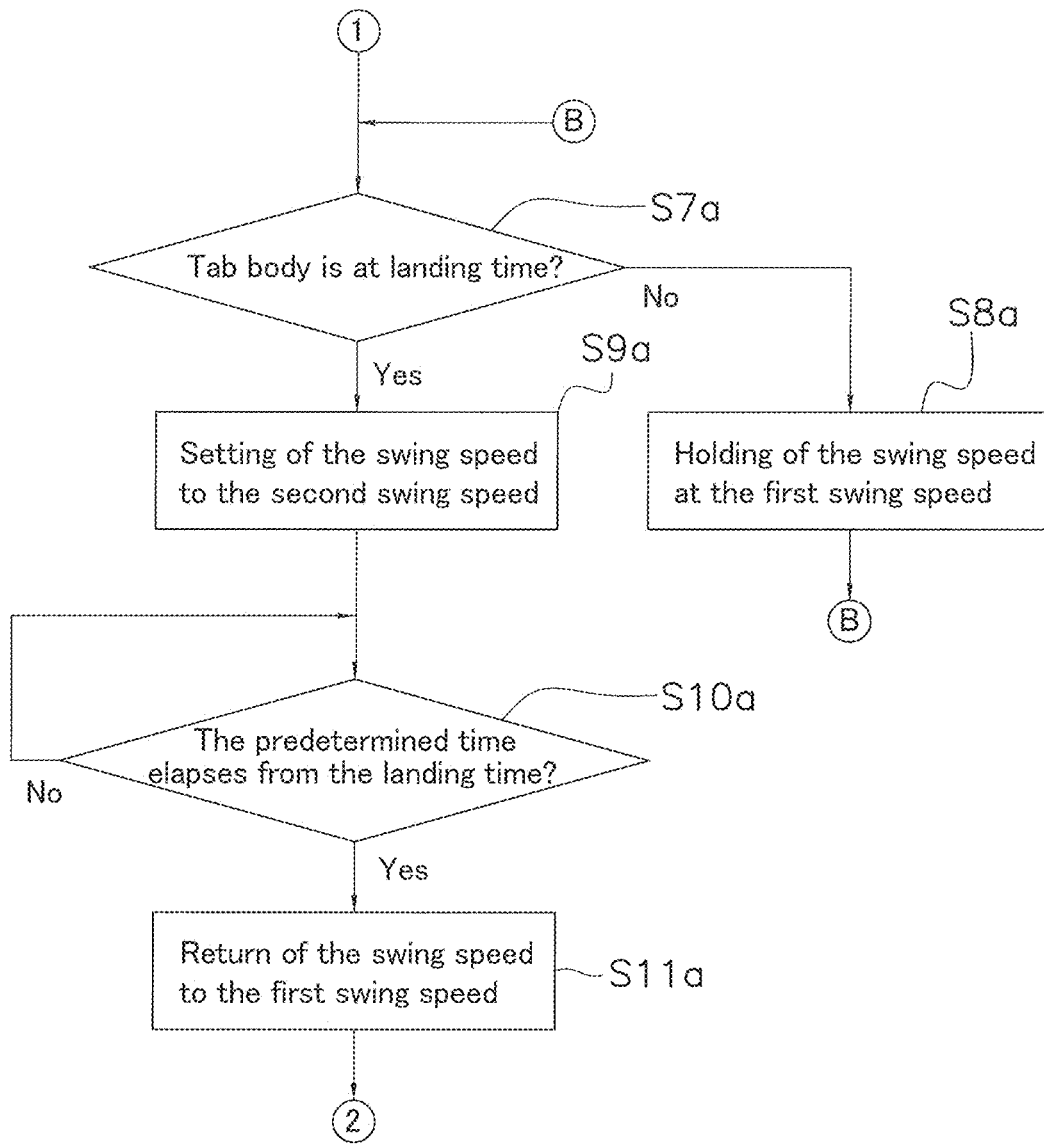 1
B
S7a
Tab body is at landing time?
No
S8a
S9a
Yes
Setting of the swing speed
to the second swing speed
Holding of the swing speed
at the first swing speed
B
S10a
The predetermined time
elapses from the landing time?
No
Yes
Return of the swing speed
to the first swing speed
S11a
2